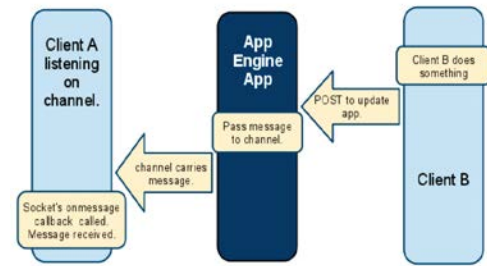 Client A
listening
on
channel.
App
Engine
App
Client B does
something
POST to update
app.
Pass message
to channel.
channel carries
message.
Client B
Socket's onmessage
callback called.
Message received.